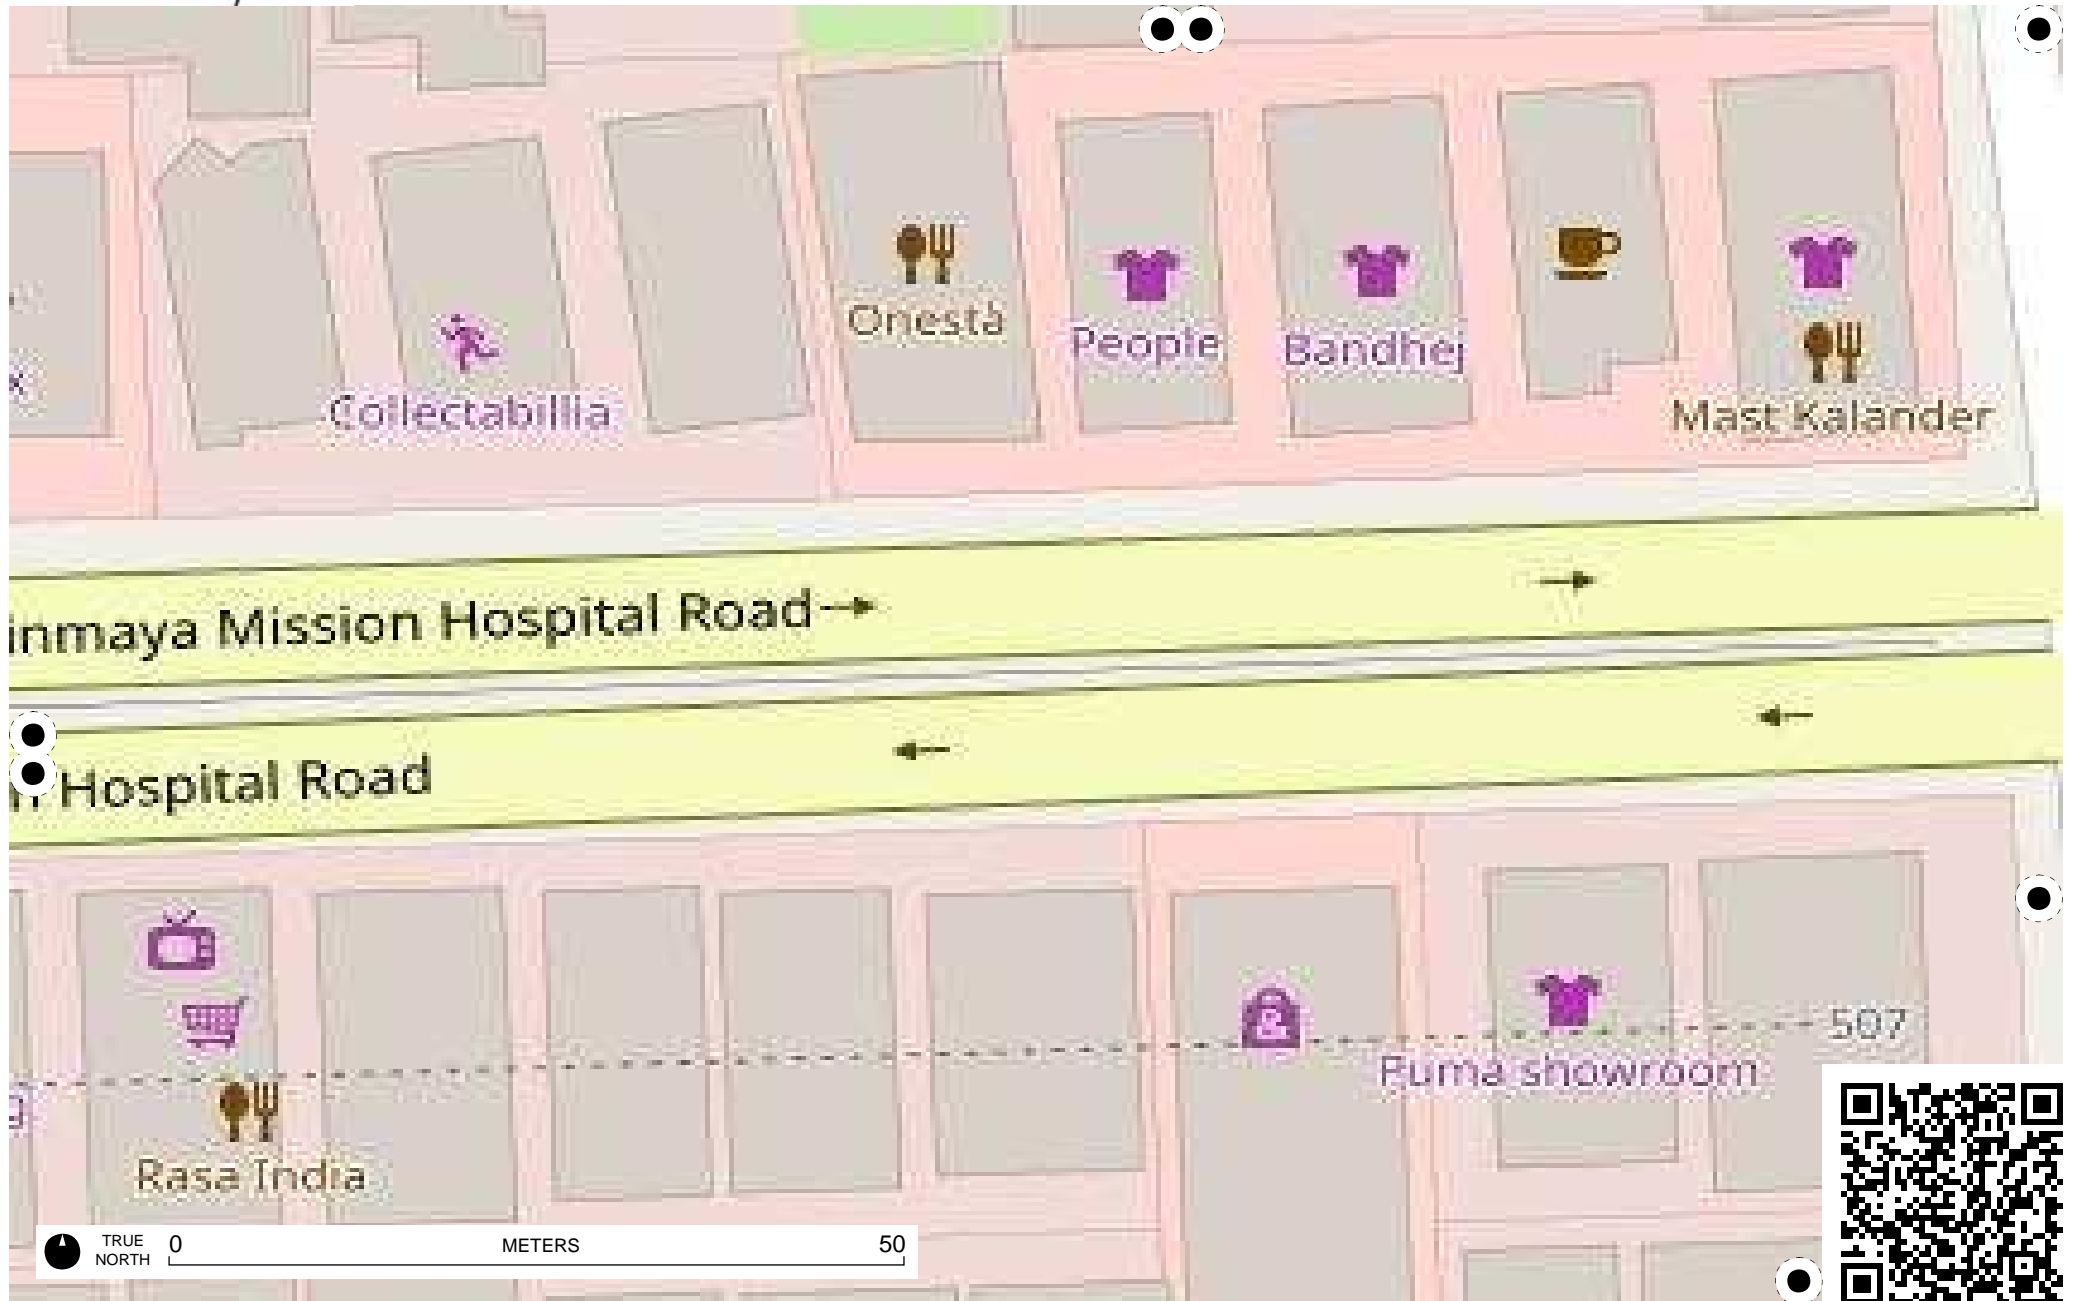 Onestà
People
Bandhej
Collectabillia
Mast Kalander
inmaya Mission Hospital Road
Hospital Road
507
Puma showroom
Rasa India
TRUE
NORTH
0
METERS
50